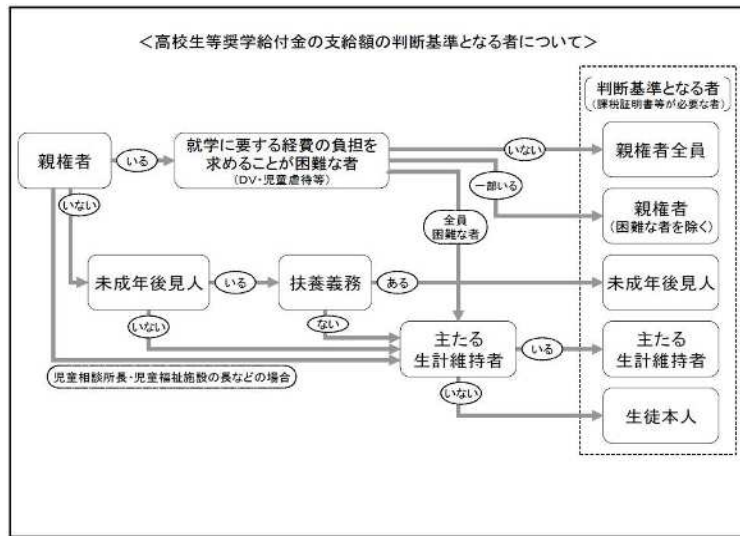 ＜高校生等奨学給付金の支給額の判断基準となる者について＞
判断基準となる者
（課税証明書等が必要な者）
親権者
いる
就学に要する経費の負担を
求めることが困難な者
（DV・児童虐待等）
いない
親権者全員
一部いる
親権者
（困難な者を除く）
全員
困難な者
いない
未成年後見人
いる
扶養義務
ある
未成年後見人
いない
ない
主たる
生計維持者
いる
主たる
生計維持者
児童相談所長・児童福祉施設の長などの場合
いない
生徒本人